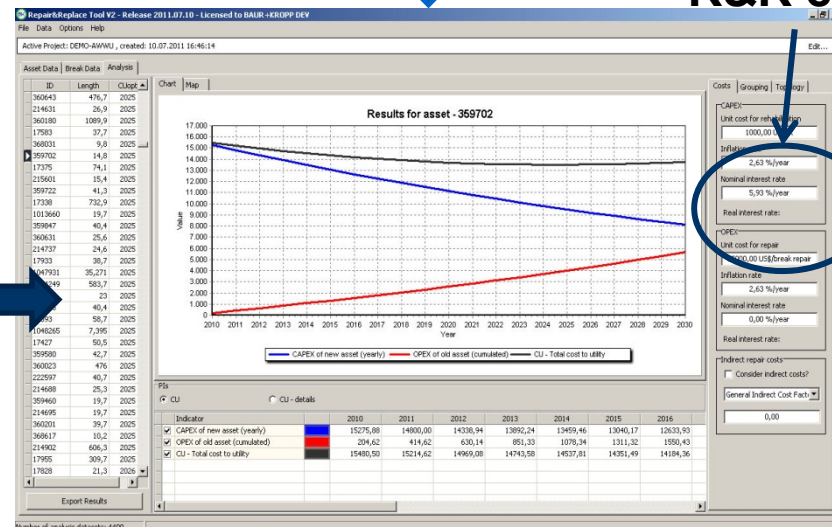 Repair&Replace Tool V2 - Release 2011.07.10 - Licensed to BAUR+KROPP DEV
File Data Options Help
Active Project: DEMO-AWWU , created: 10.07.2011 16:46:14
Edit...
Asset Data Break Data Analysis
ID Length CUopt
360643 476,7 2025
214631 26,9 2025
360180 1089,9 2025
17583 37,7 2025
368031 9,8 2025
359702 14,8 2025
17375 74,1 2025
215601 15,4 2025
359722 41,3 2025
17338 732,9 2025
1013660 19,7 2025
359847 40,4 2025
360631 25,6 2025
214737 24,6 2025
17933 38,7 2025
1047931 35,271 2025
583,7 2025
23 2025
40,4 2025
58,7 2025
1048265 7,395 2025
17427 50,5 2025
359580 42,7 2025
360023 476 2025
222597 40,7 2025
214688 25,3 2025
359460 19,7 2025
214695 19,7 2025
360201 39,7 2025
368617 10,2 2025
214902 606,3 2025
17955 309,7 2025
17828 21,3 2026
Export Results
Chart Map
Results for asset - 359702
17.000
16.000
15.000
14.000
13.000
12.000
11.000
10.000
9.000
8.000
7.000
6.000
5.000
4.000
3.000
2.000
1.000
0
Value
2010 2011 2012 2013 2014 2015 2016 2017 2018 2019 2020 2021 2022 2023 2024 2025 2026 2027 2028 2029 2030
Year
CAPEX of new asset (yearly) OPEX of old asset (cumulated) CU - Total cost to utility
PIs
CU CU - details
Indicator 2010 2011 2012 2013 2014 2015 2016
CAPEX of new asset (yearly) 15275,88 14800,00 14338,94 13892,24 13459,46 13040,17 12633,93
OPEX of old asset (cumulated) 204,62 414,62 630,14 851,33 1078,34 1311,32 1550,43
CU - Total cost to utility 15480,50 15214,62 14969,08 14743,58 14537,81 14351,49 14184,36
Costs Grouping Topology
CAPEX
Unit cost for rehabilitation
1000,00
Inflation rate
2,63 %/year
Nominal interest rate
5,93 %/year
Real interest rate:
OPEX
Unit cost for repair
US$/break repair
Inflation rate
2,63 %/year
Nominal interest rate
0,00 %/year
Real interest rate:
Indirect repair costs
Consider indirect costs?
General Indirect Cost
0,00